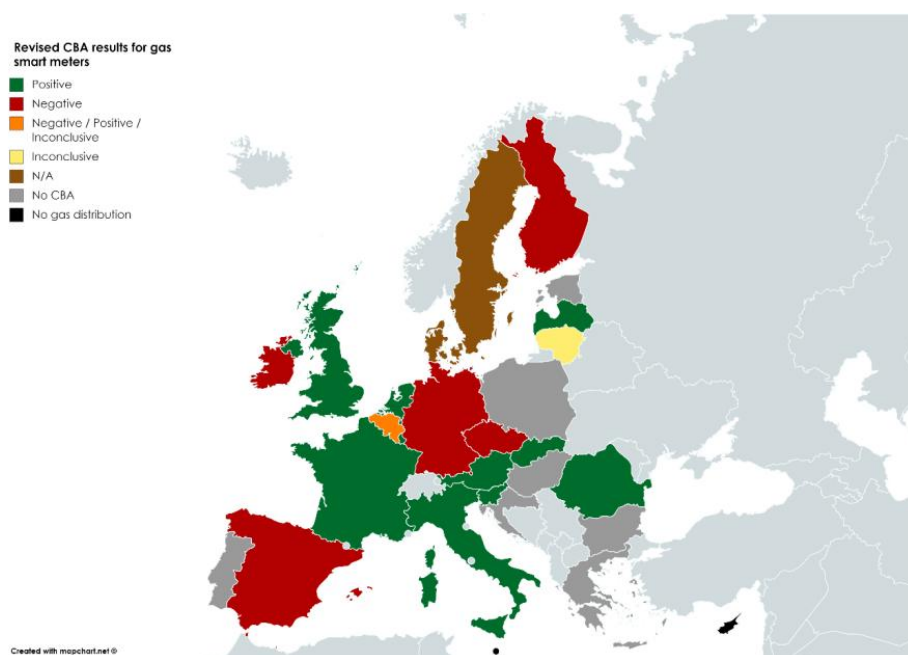 Revised CBA results for gas
smart meters
Positive
Negative
Negative / Positive /
Inconclusive
Inconclusive
N/A
No CBA
No gas distribution
Created with mapchart.net ©